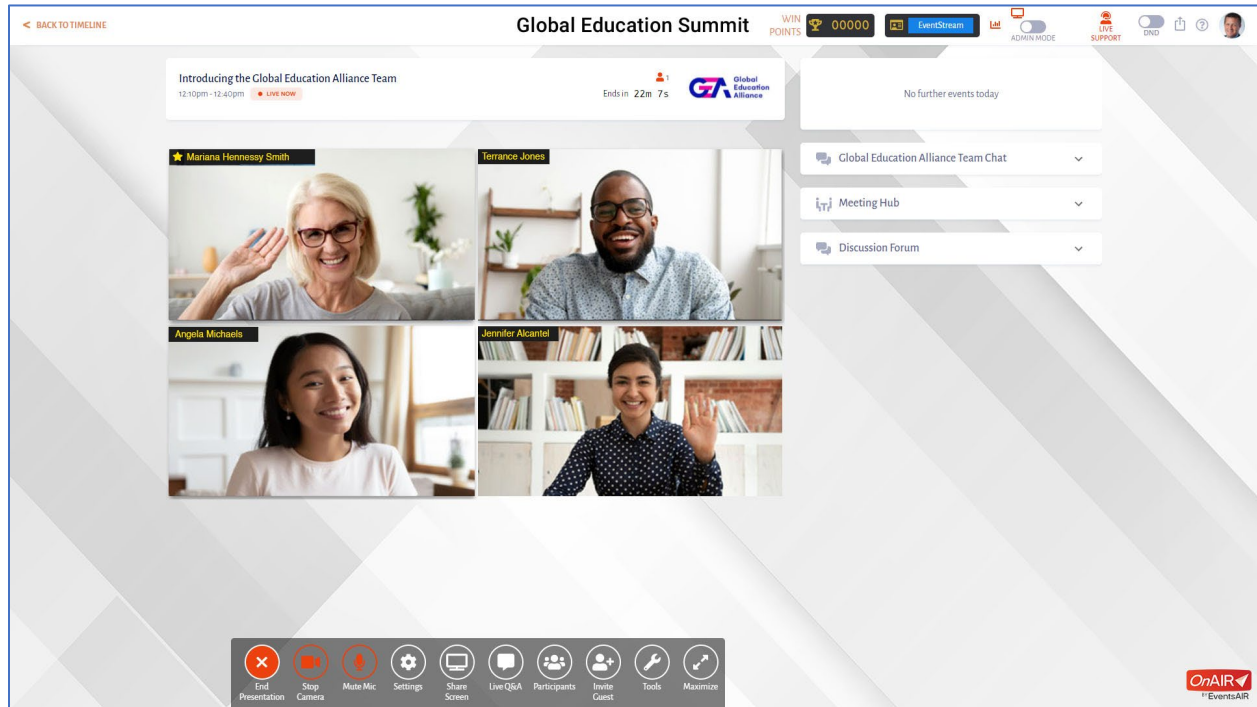 < BACK TO TIMELINE
Global Education Summit
WIN
POINTS
00000
EventStream
ADMIN MODE
LIVE
SUPPORT
DND
Introducing the Global Education Alliance Team
12:10pm - 12:40pm
LIVE NOW
1
Ends in 22m 7s
GEA
Global
Education
Alliance
No further events today
Mariana Hennessy Smith
Terrance Jones
Global Education Alliance Team Chat
Meeting Hub
Discussion Forum
Angela Michaels
Jennifer Alcantel
End
Presentation
Stop
Camera
Mute Mic
Settings
Share
Screen
Live Q&A
Participants
Invite
Guest
Tools
Maximize
OnAIR
BY EventsAIR